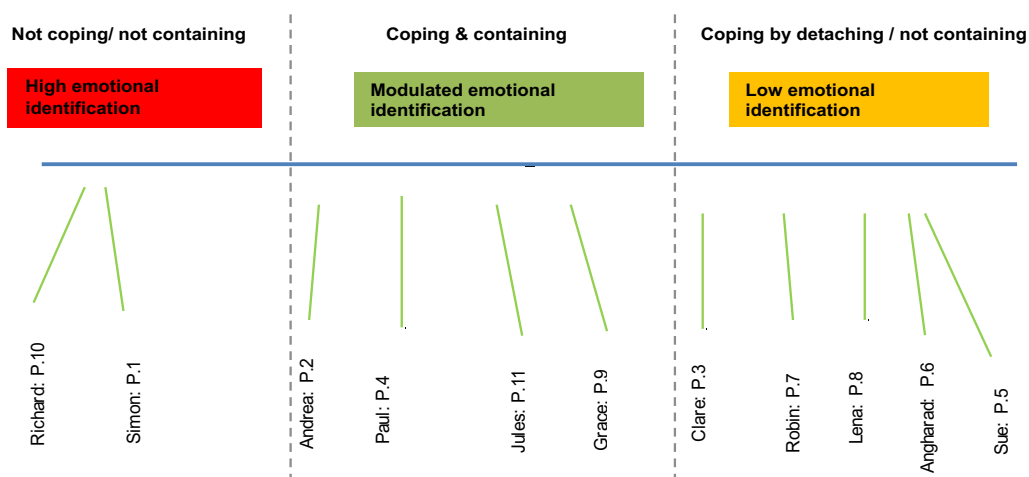 Not coping/ not containing
Coping & containing
Coping by detaching / not containing
High emotional
identification
Modulated emotional
identification
Low emotional
identification
Richard: P.10
Simon: P.1
Andrea: P.2
Paul: P.4
Jules: P.11
Grace: P.9
Clare: P.3
Robin: P.7
Lena: P.8
Angharad: P.6
Sue: P.5